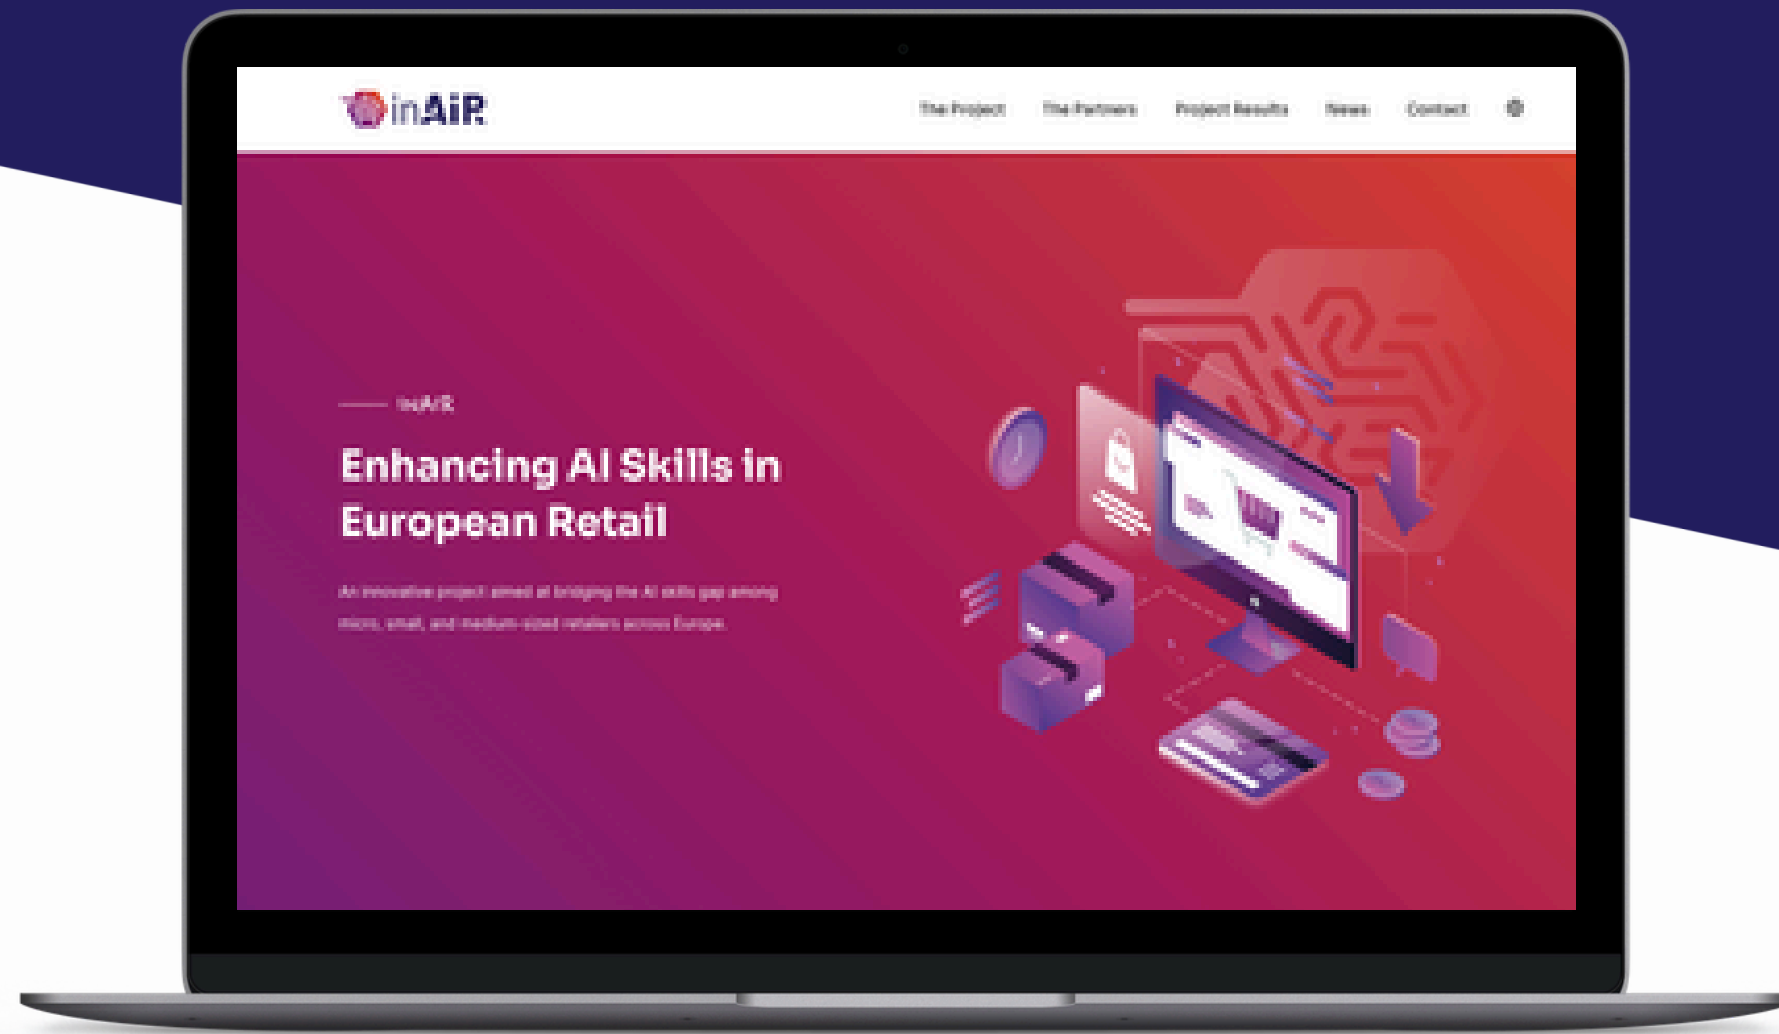 inAiR
The Project The Partners Project Results News Contact
inAiR
Enhancing AI Skills in
European Retail
An innovative project aimed at bridging the AI skills gap among
micro, small, and medium-sized retailers across Europe.